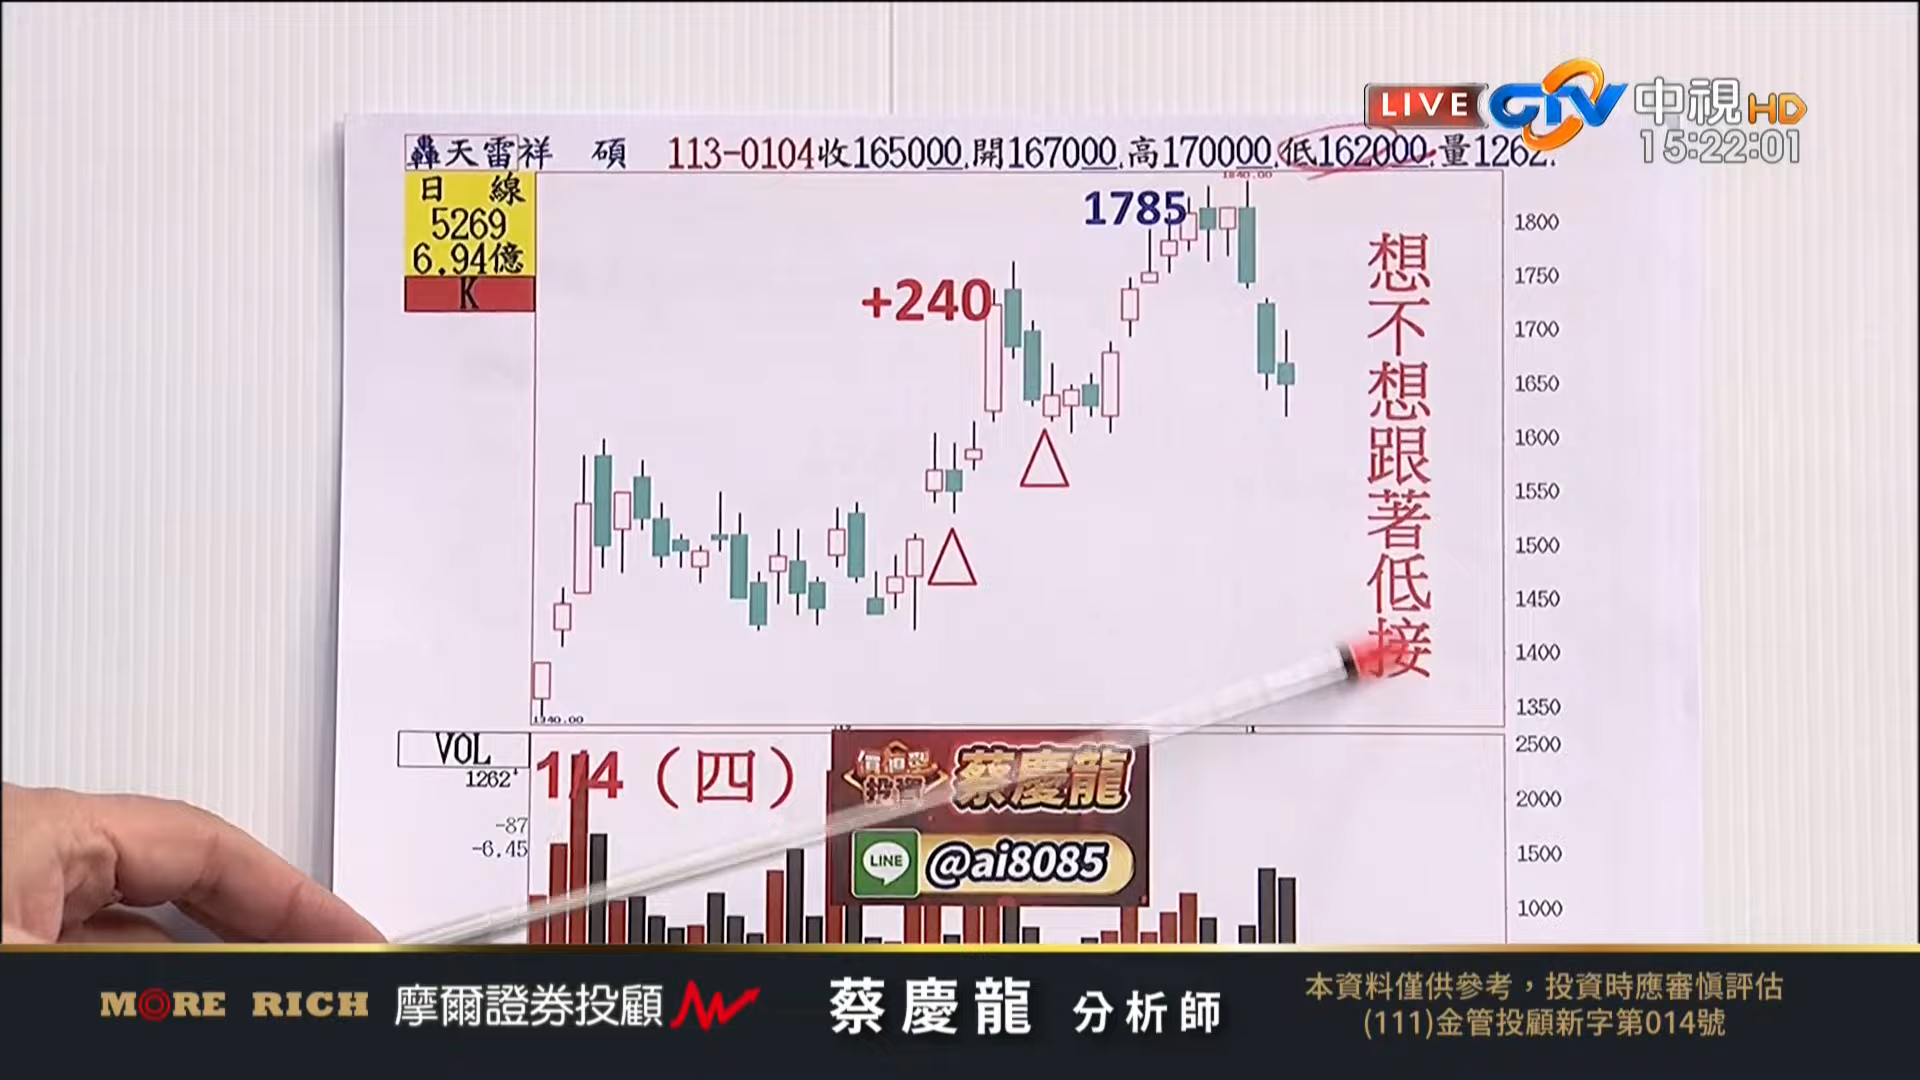 LIVE CTV 中視 HD
15:22:01
轟天雷祥 碩 113-0104收165000.開167000.高170000.低162000.量1262.
日 線
5269
6.94億
K
1840.00
1785
+240
想不想跟著低接
1800
1750
1700
1650
1600
1550
1500
1450
1400
1350
1340.00
VOL
1262
-87
-6.45
1/4（四）
2500
2000
1500
1000
投資
蔡慶龍
LINE @ai8085
MORE RICH 摩爾證券投顧
蔡慶龍 分析師
本資料僅供參考，投資時應審慎評估
(111)金管投顧新字第014號